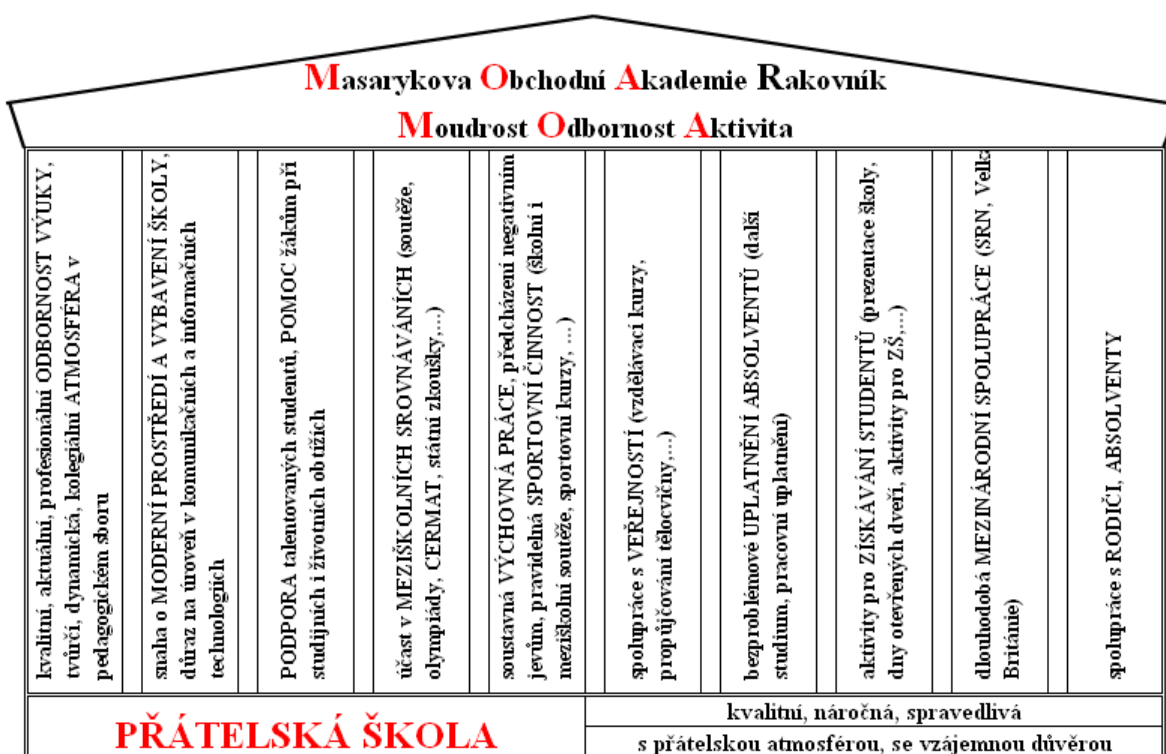 Masarykova Obchodní Akademie Rakovník
Moudrost Odbornost Aktivita
kvalitní, aktuální, profesionální ODBORNOST VÝUKY,
tvůrčí, dynamická, kolegiální ATMOSFÉRA v
pedagogickém sboru
snaha o MODERNÍ PROSTŘEDÍ A VYBAVENÍ ŠKOLY,
důraz na úroveň v komunikačních a informačních
technologiích
PODPORA talentovaných studentů, POMOC žákům při
studijních i životních obtížích
účast v MEZIŠKOLNÍCH SROVNÁVÁNÍCH (soutěže,
olympiády, CERMAT, státní zkoušky,...)
soustavná VÝCHOVNÁ PRÁCE, předcházení negativním
jevům, pravidelná SPORTOVNÍ ČINNOST (školní i
meziškolní soutěže, sportovní kurzy, ...)
spolupráce s VEŘEJNOSTÍ (vzdělávací kurzy,
propůjčování tělocvičny,...)
bezproblémové UPLATNĚNÍ ABSOLVENTŮ (další
studium, pracovní uplatnění)
aktivity pro ZÍSKÁVÁNÍ STUDENTŮ (prezentace školy,
dny otevřených dveří, aktivity pro ZŠ,...)
dlouhodobá MEZINÁRODNÍ SPOLUPRÁCE (SRN, Velká
Británie)
spolupráce s RODIČI, ABSOLVENTY
PŘÁTELSKÁ ŠKOLA
kvalitní, náročná, spravedlivá
s přátelskou atmosférou, se vzájemnou důvěrou